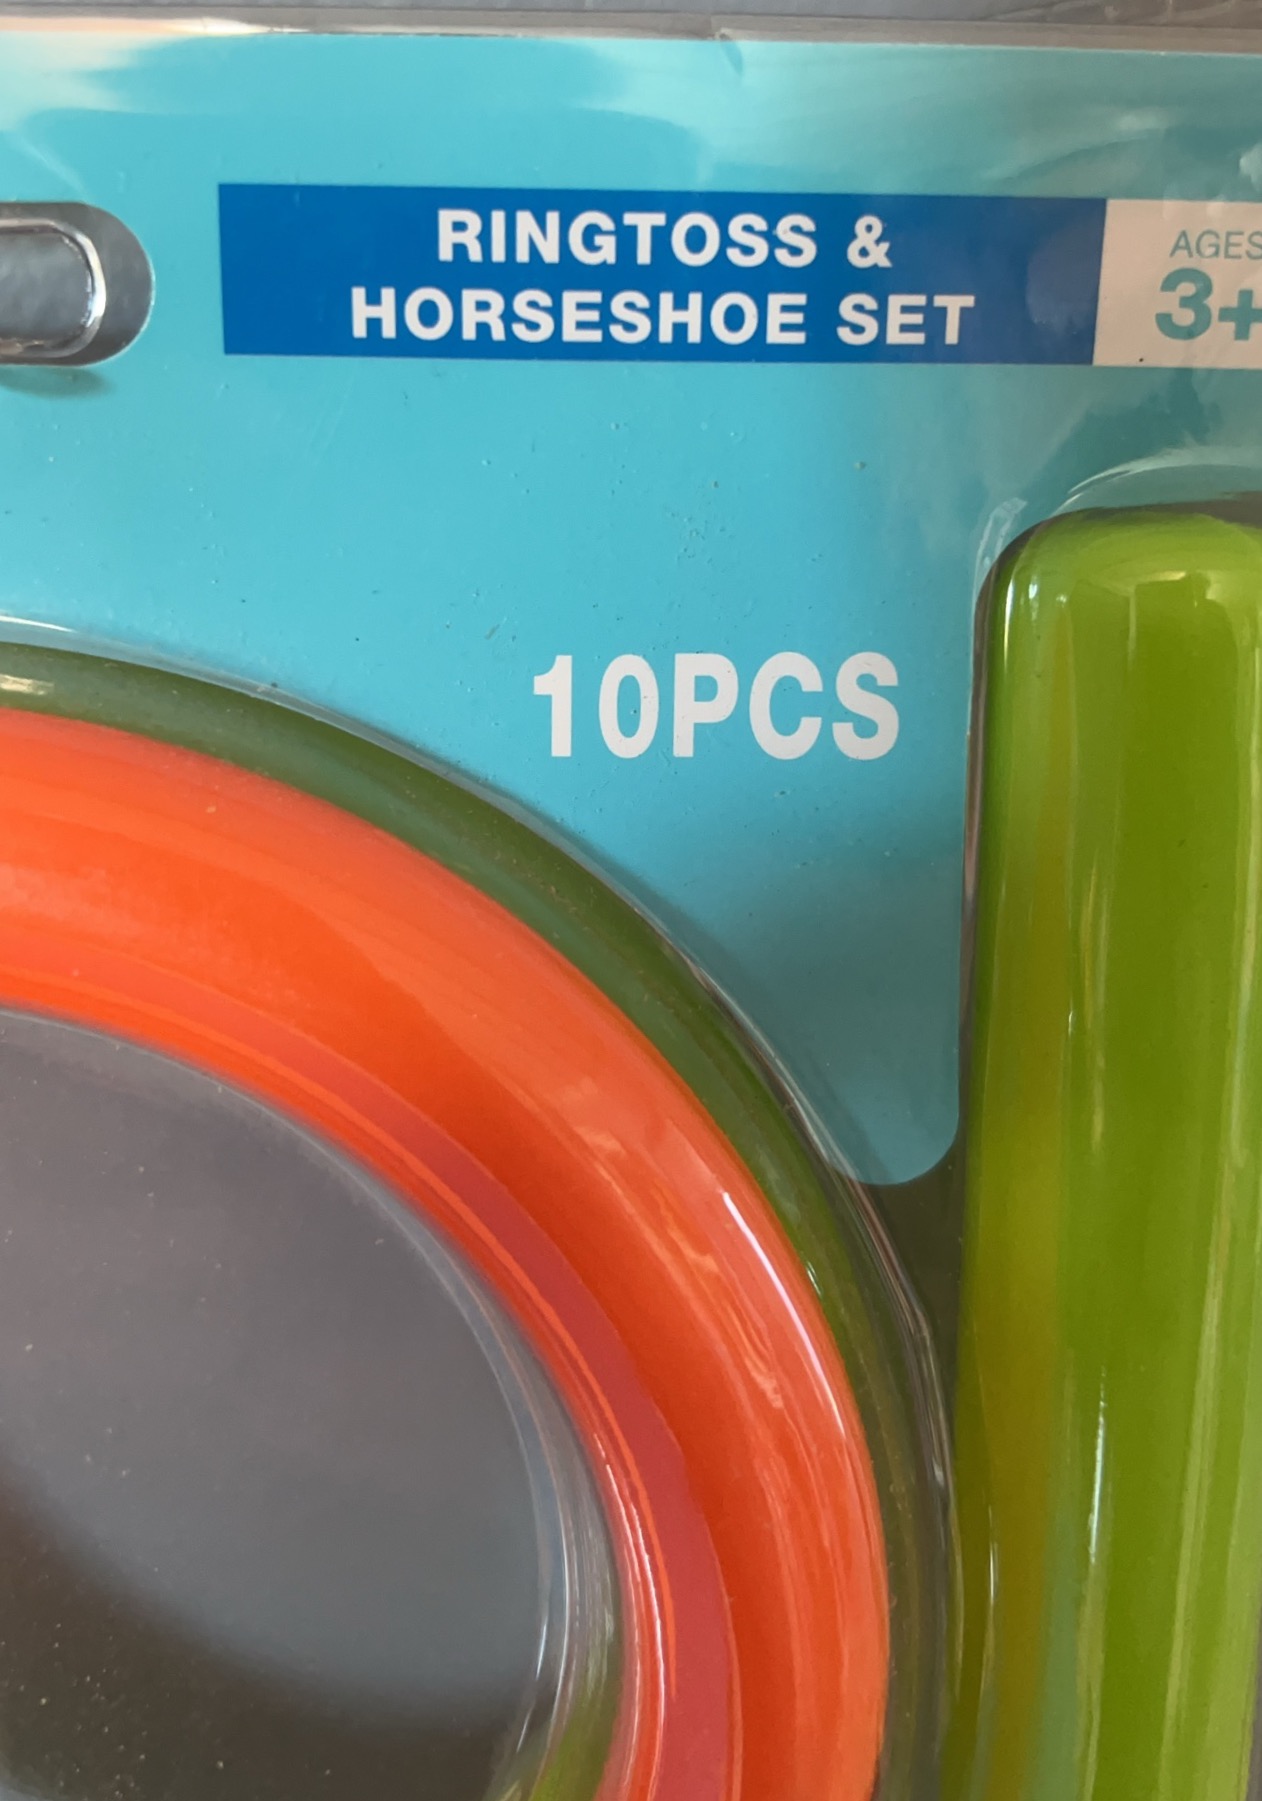 RINGTOSS &
HORSESHOE SET
AGES
3+
10PCS